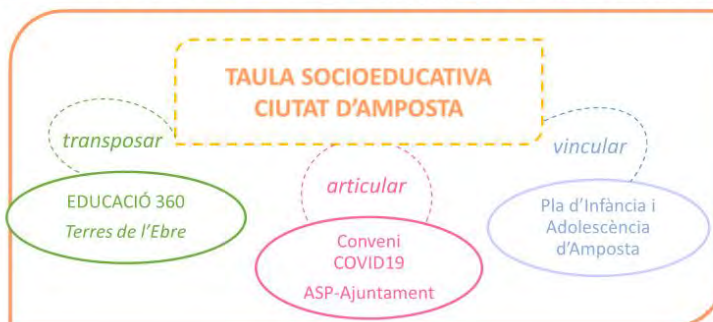 TAULA SOCIOEDUCATIVA
CIUTAT D'AMPOSTA
transposar
EDUCACIÓ 360
Terres de l'Ebre
articular
Conveni
COVID19
ASP-Ajuntament
vincular
Pla d'Infància i
Adolescència
d'Amposta